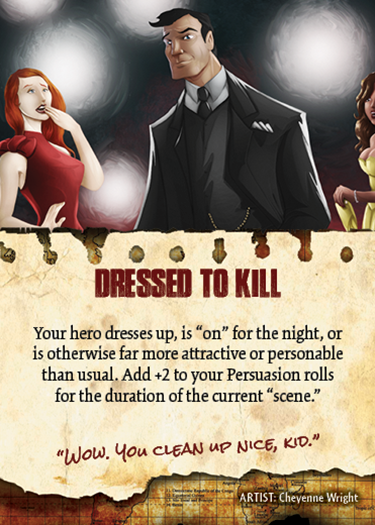 DRESSED TO KILL
Your hero dresses up, is “on” for the night, or
is otherwise far more attractive or personable
than usual. Add +2 to your Persuasion rolls
for the duration of the current “scene.”
“Wow. You clean up nice, kid.”
ARTIST: Cheyenne Wright